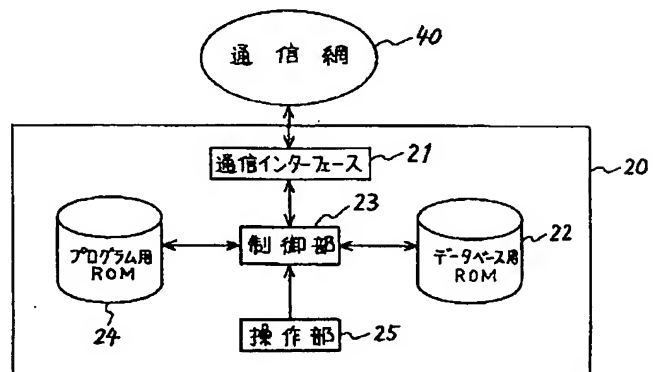 通信網
40
通信インターフェース
21
20
23
プログラム用
ROM
制御部
データベース用
ROM
22
24
操作部
25